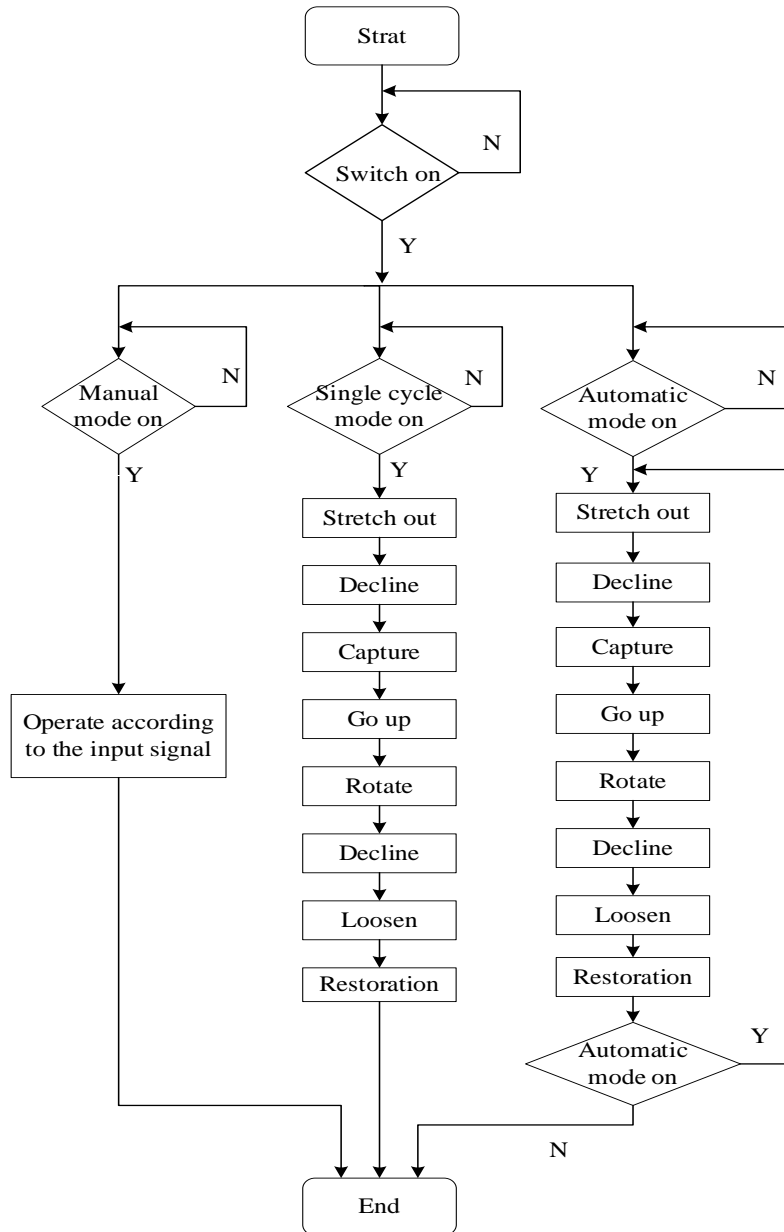 Strat
N
Switch on
Y
Manual
mode on
N
Y
Operate according
to the input signal
Single cycle
mode on
N
Y
Stretch out
Decline
Capture
Go up
Rotate
Decline
Loosen
Restoration
Automatic
mode on
N
Y
Stretch out
Decline
Capture
Go up
Rotate
Decline
Loosen
Restoration
Automatic
mode on
Y
N
End